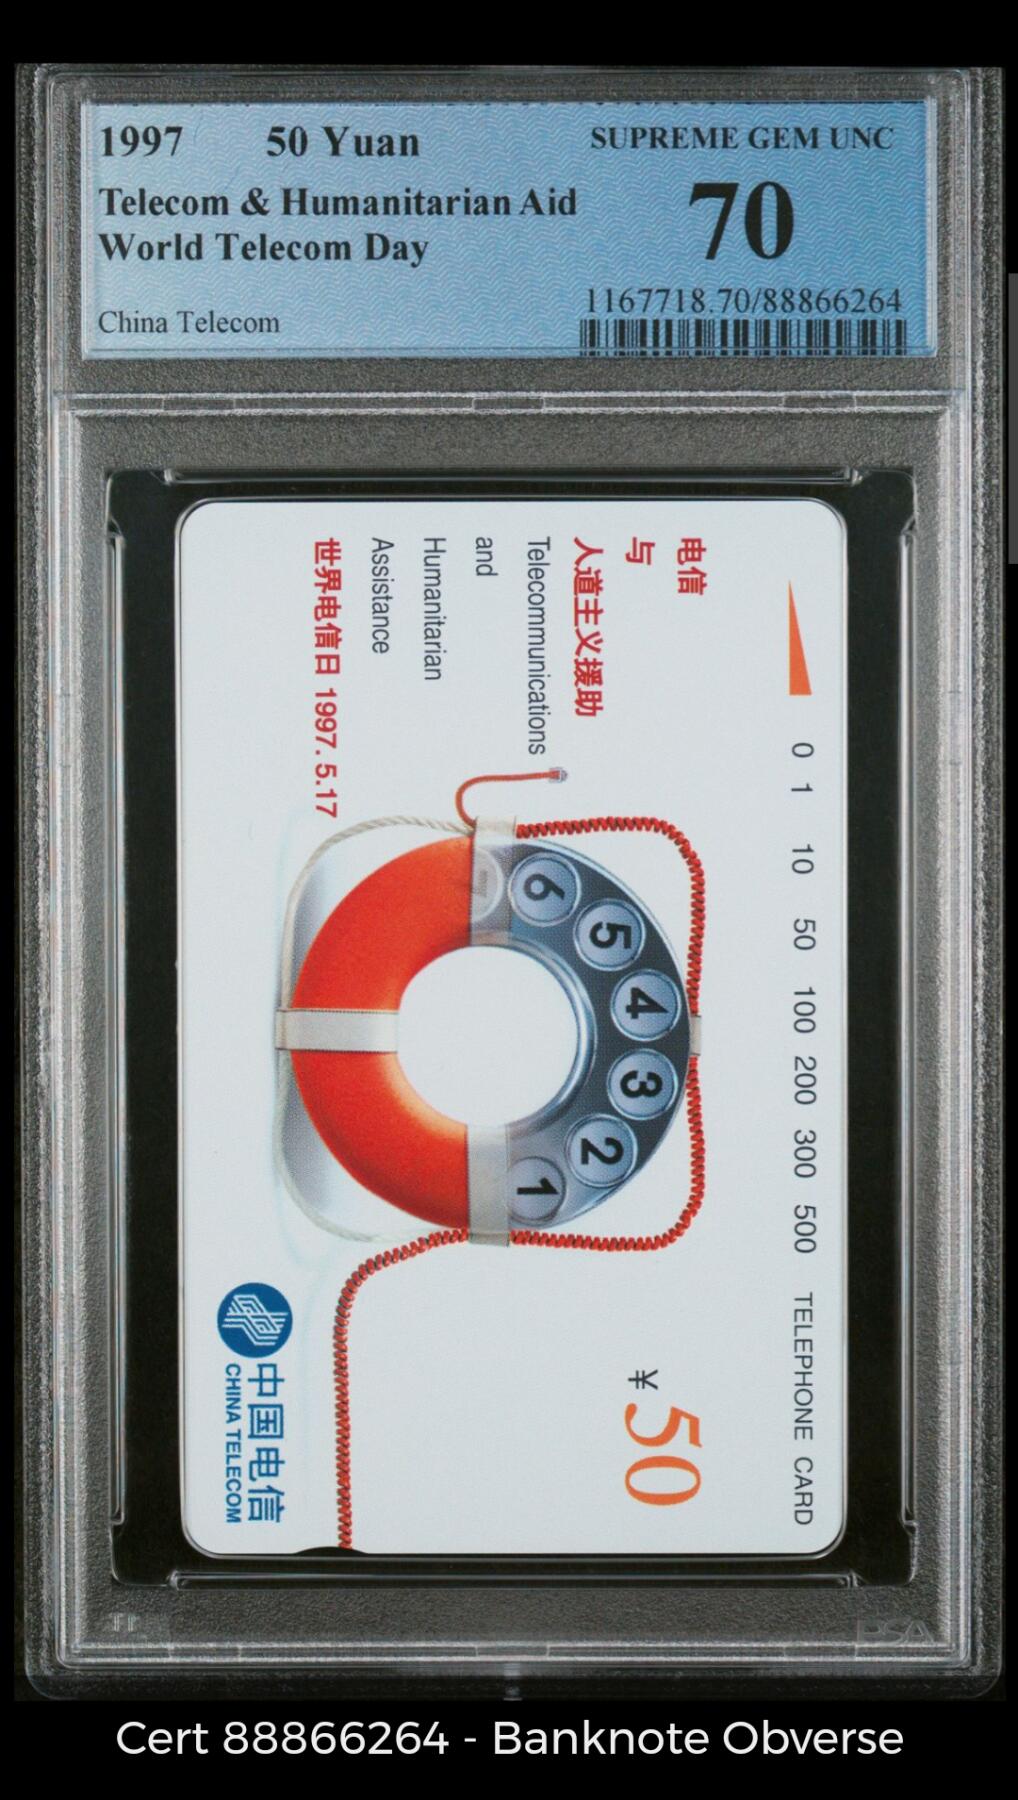 1997 50 Yuan
Telecom & Humanitarian Aid
World Telecom Day
China Telecom
SUPREME GEM UNC
70
1167718.70/88866264
0 1 10 50 100 200 300 500 TELEPHONE CARD
电信
与
人道主义援助
Telecommunications
and
Humanitarian
Assistance
世界电信日 1997.5.17
7
6
5
4
3
2
1
¥50
中国电信
CHINA TELECOM
PSA
Cert 88866264 - Banknote Obverse